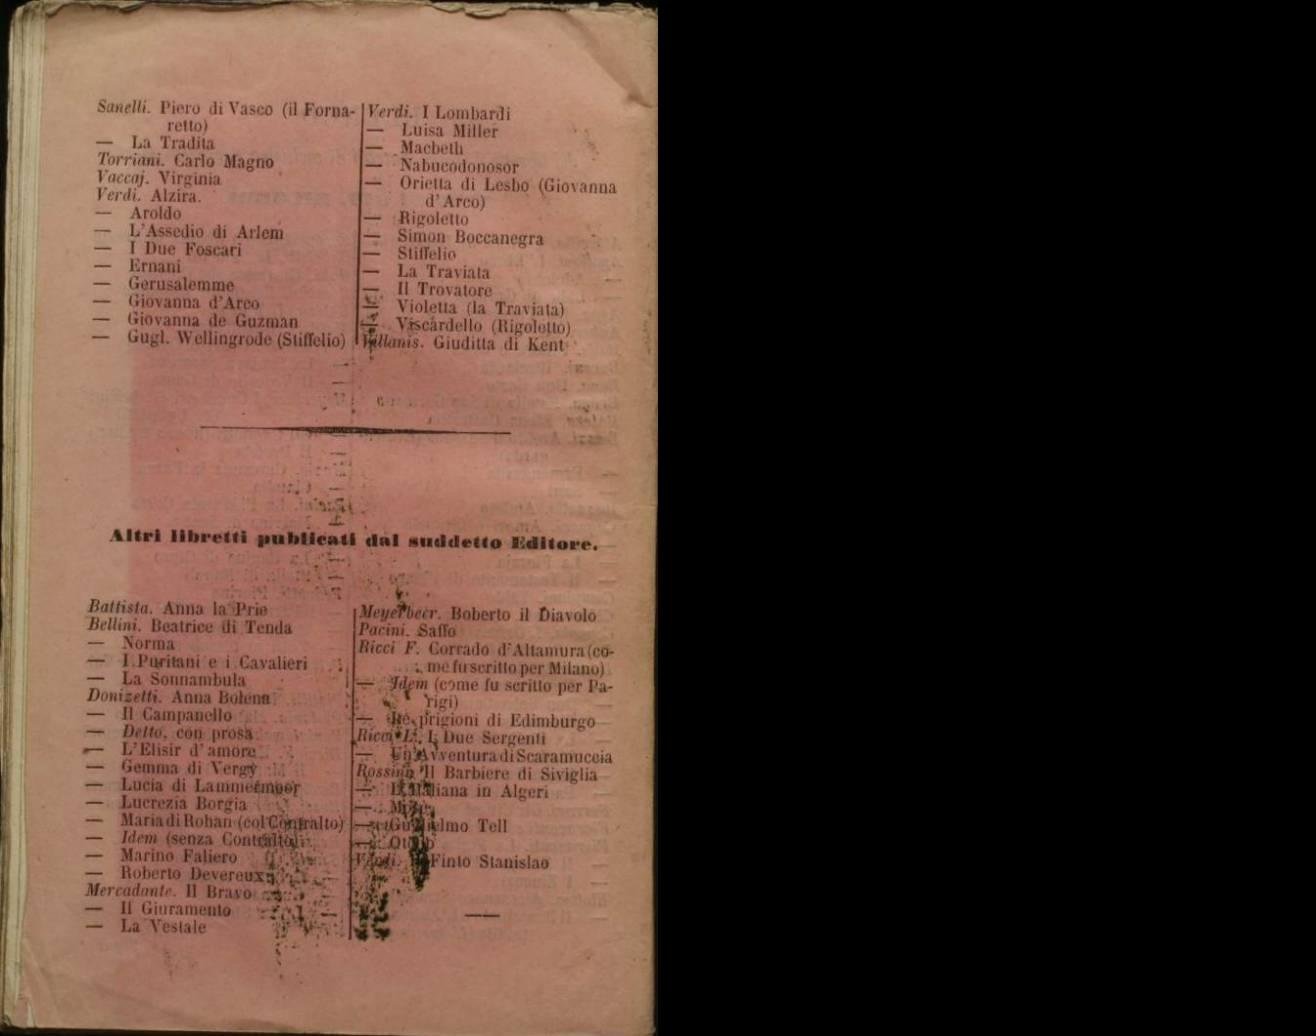 Sanelli. Piero di Vasco (il Forna-
retto)
— La Tradita
Torriani. Carlo Magno
Vaccaj. Virginia
Verdi. Alzira.
— Aroldo
— L'Assedio di Arlem
— I Due Foscari
— Ernani
— Gerusalemme
— Giovanna d'Arco
— Giovanna de Guzman
— Gugl. Wellingrode (Stiffelio)
Verdi. I Lombardi
— Luisa Miller
— Macbeth
— Nabucodonosor
— Orietta di Lesbo (Giovanna
d'Arco)
— Rigoletto
— Simon Boccanegra
— Stiffelio
— La Traviata
— Il Trovatore
— Violetta (la Traviata)
— Viscardello (Rigoletto)
Villanis. Giuditta di Kent
Altri libretti publicati dal suddetto Editore.
Battista. Anna la Prie
Bellini. Beatrice di Tenda
— Norma
— I Puritani e i Cavalieri
— La Sonnambula
Donizetti. Anna Bolena
— Il Campanello
— Detto, con prosa
— L'Elisir d'amore
— Gemma di Vergy
— Lucia di Lammermoor
— Lucrezia Borgia
— Maria di Rohan (col Contralto)
— Idem (senza Contralto)
— Marino Faliero
— Roberto Devereux
Mercadante. Il Bravo
— Il Giuramento
— La Vestale
Meyerbeer. Boberto il Diavolo
Pacini. Saffo
Ricci F. Corrado d'Altamura (co-
me fu scritto per Milano)
— Idem (come fu scritto per Pa-
rigi)
— Le prigioni di Edimburgo
Ricci L. I Due Sergenti
— Un'Avventura di Scaramuccia
Rossini. Il Barbiere di Siviglia
— L'Italiana in Algeri
— Mosè
— Guglielmo Tell
— Otello
Verdi. Il Finto Stanislao